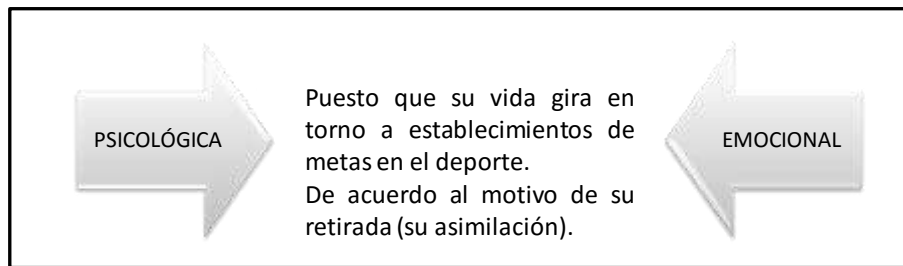 PSICOLÓGICA
Puesto que su vida gira en
torno a establecimientos de
metas en el deporte.
De acuerdo al motivo de su
retirada (su asimilación).
EMOCIONAL